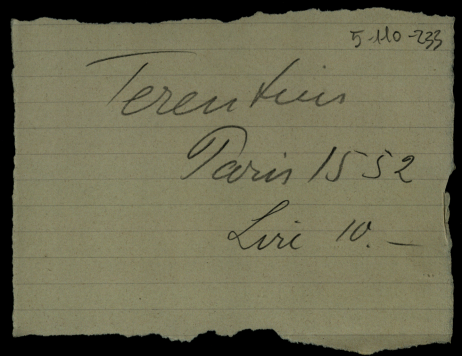 5-110-233
Terentius
Paris 1552
Lire 10.—